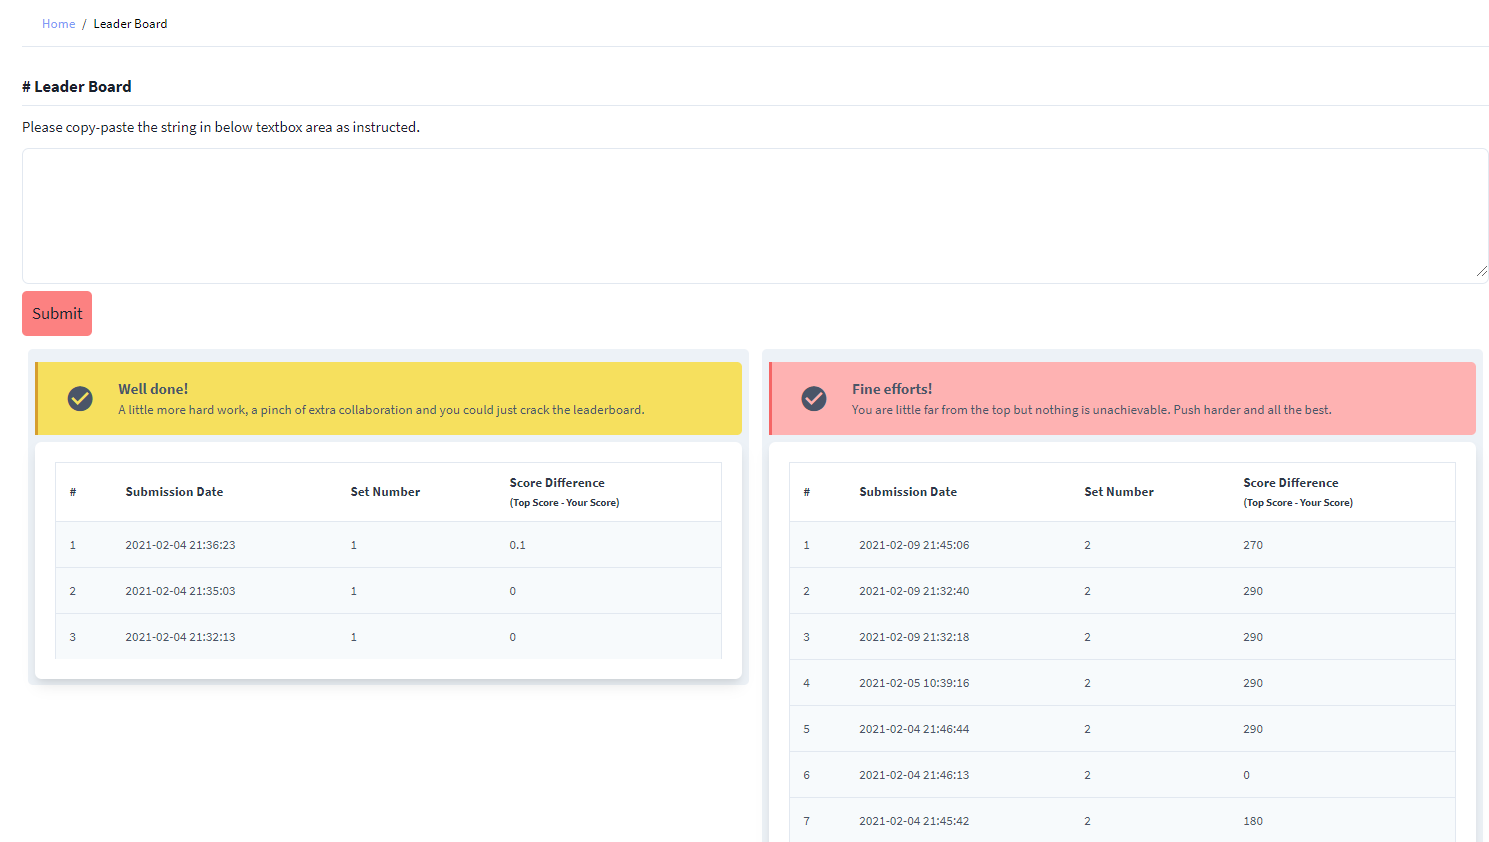 Home / Leader Board
# Leader Board
Please copy-paste the string in below textbox area as instructed.
Submit
Well done!
A little more hard work, a pinch of extra collaboration and you could just crack the leaderboard.
# Submission Date Set Number Score Difference
(Top Score - Your Score)
1 2021-02-04 21:36:23 1 0.1
2 2021-02-04 21:35:03 1 0
3 2021-02-04 21:32:13 1 0
Fine efforts!
You are little far from the top but nothing is unachievable. Push harder and all the best.
# Submission Date Set Number Score Difference
(Top Score - Your Score)
1 2021-02-09 21:45:06 2 270
2 2021-02-09 21:32:40 2 290
3 2021-02-09 21:32:18 2 290
4 2021-02-05 10:39:16 2 290
5 2021-02-04 21:46:44 2 290
6 2021-02-04 21:46:13 2 0
7 2021-02-04 21:45:42 2 180